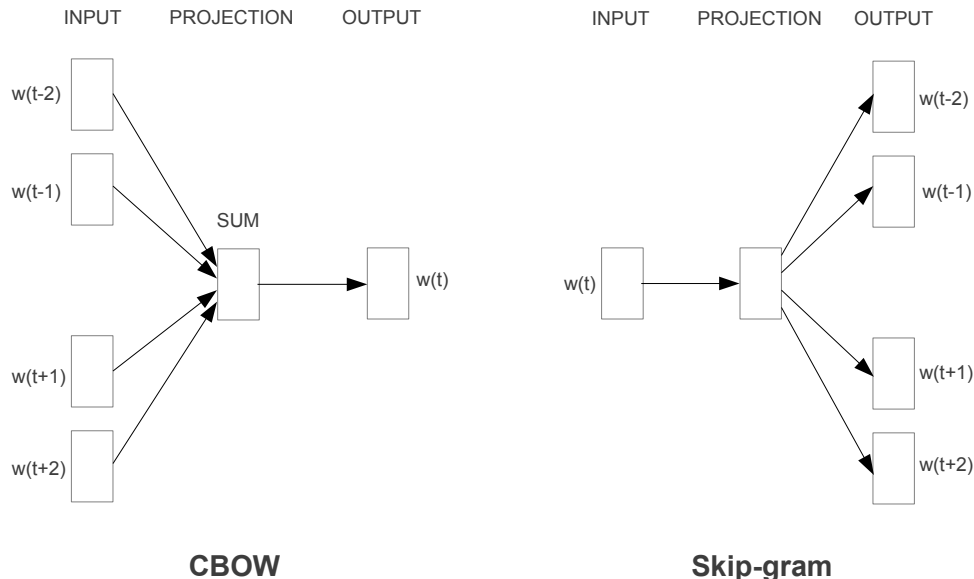 INPUT PROJECTION OUTPUT
w(t-2)
w(t-1)
SUM
w(t)
w(t+1)
w(t+2)
CBOW
INPUT PROJECTION OUTPUT
w(t-2)
w(t-1)
w(t)
w(t+1)
w(t+2)
Skip-gram